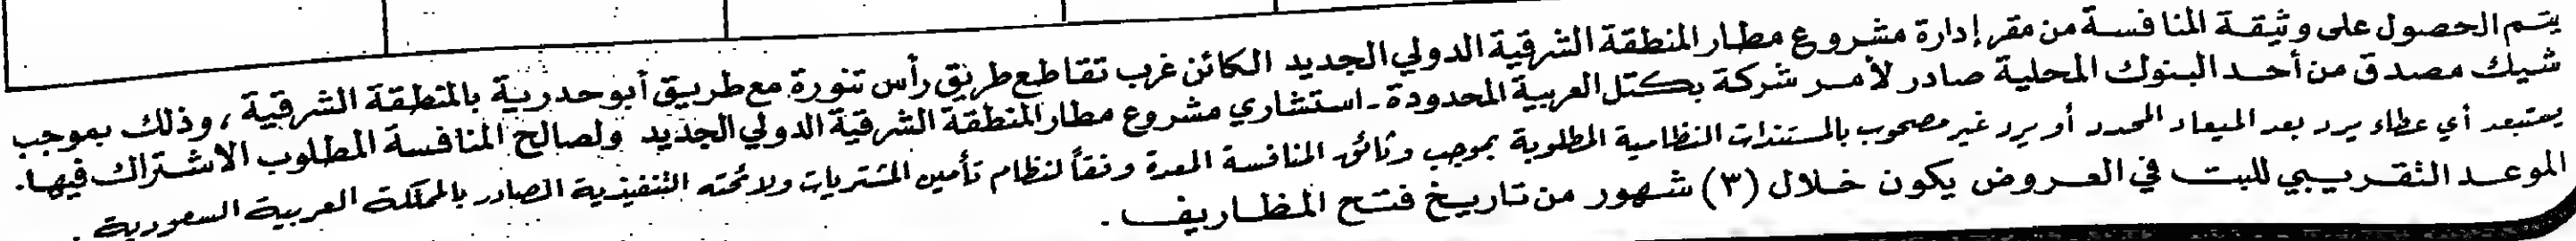 يتم الحصول على وثيقة المنافسة من مقر إدارة مشروع مطار المنطقة الشرقية الدولي الجديد الكائن غرب تقاطع طريق رأس تنورة مع طريق أبو حدرية بالمنطقة الشرقية ، وذلك بموجب
شيك مصدق من أحد البنوك المحلية صادر لأمر شركة بكتل العربية المحدودة - استشاري مشروع مطار المنطقة الشرقية الدولي الجديد ولصالح المنافسة المطلوب الاشتراك فيها.
يستبعد أي عطاء يرد بعد الميعاد المحدد أو يرد غير مصحوب بالمستندات النظامية المطلوبة بموجب وثائق المنافسة المعدة وفقاً لنظام تأمين المشتريات ولائحته التنفيذية الصادر بالمملكة العربية السعودية .
الموعد التقريبي للبت في العروض يكون خلال (٣) شهور من تاريخ فتح المظاريف .